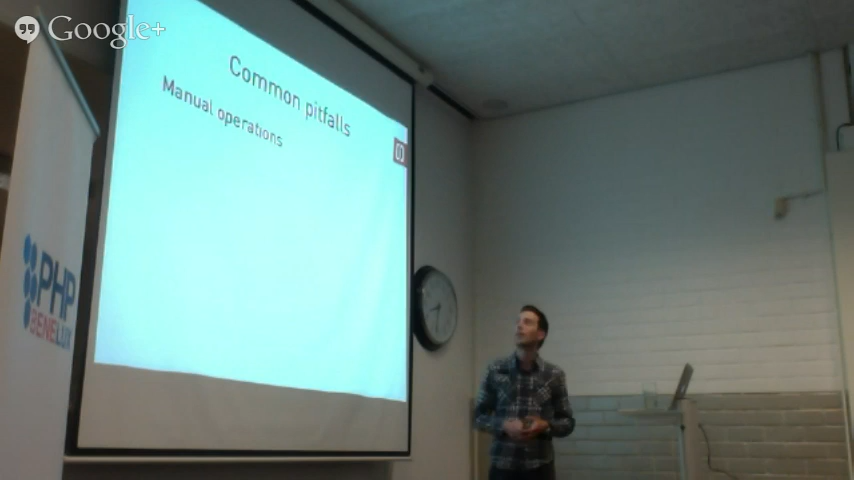 Google+
Common pitfalls
Manual operations
PHP
BENELUX